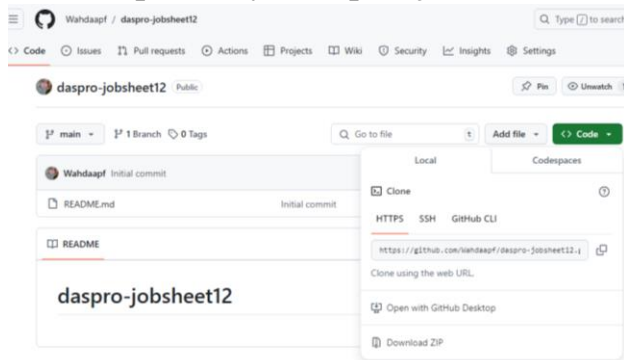 Wahdaapf / daspro-jobsheet12
Type / to search
<> Code Issues Pull requests Actions Projects Wiki Security Insights Settings
daspro-jobsheet12 Public
Pin Unwatch
main 1 Branch 0 Tags
Go to file t
Add file
<> Code
Local Codespaces
Wahdaapf Initial commit
Clone
README.md Initial commit
HTTPS SSH GitHub CLI
README
https://github.com/Wahdaapf/daspro-jobsheet12.g
Clone using the web URL.
daspro-jobsheet12
Open with GitHub Desktop
Download ZIP